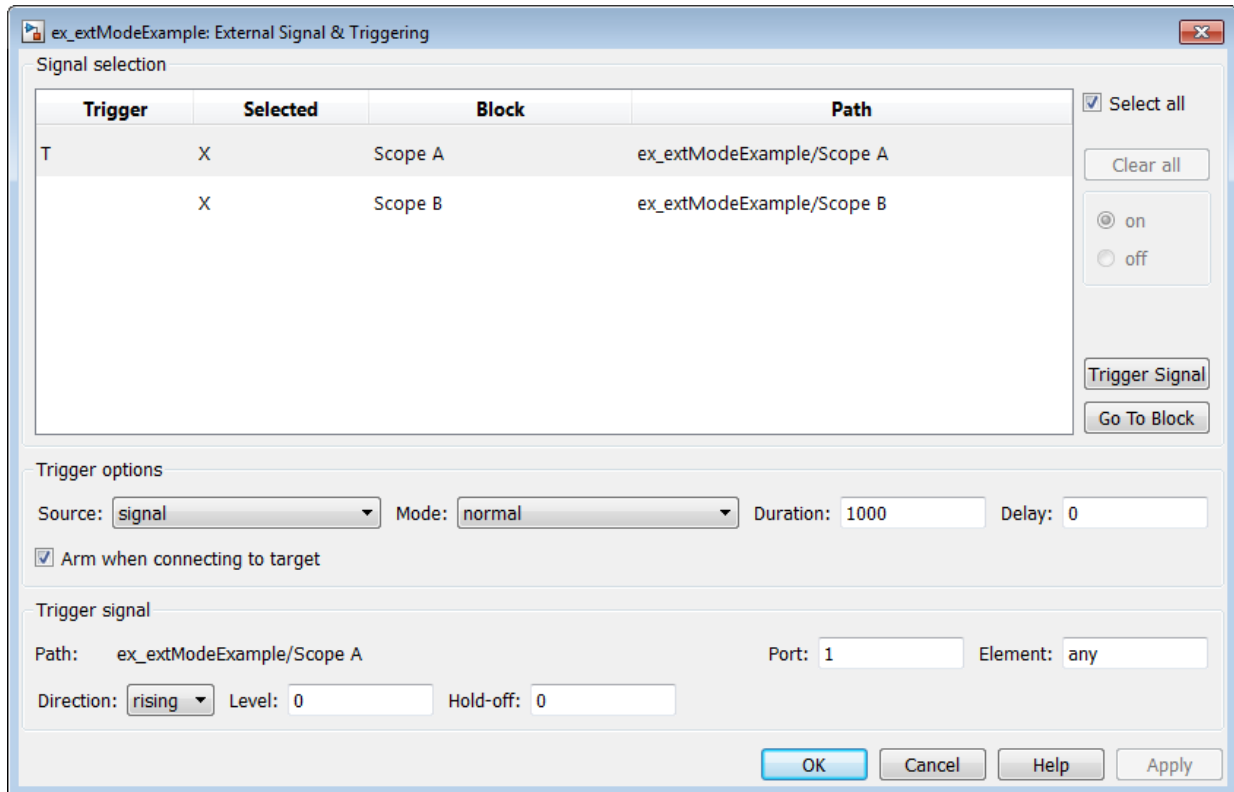 ex_extModeExample: External Signal & Triggering
Signal selection
Trigger Selected Block Path
Select all
T X Scope A ex_extModeExample/Scope A
Clear all
X Scope B ex_extModeExample/Scope B
on
off
Trigger Signal
Go To Block
Trigger options
Source: signal Mode: normal Duration: 1000 Delay: 0
Arm when connecting to target
Trigger signal
Path: ex_extModeExample/Scope A Port: 1 Element: any
Direction: rising Level: 0 Hold-off: 0
OK Cancel Help Apply